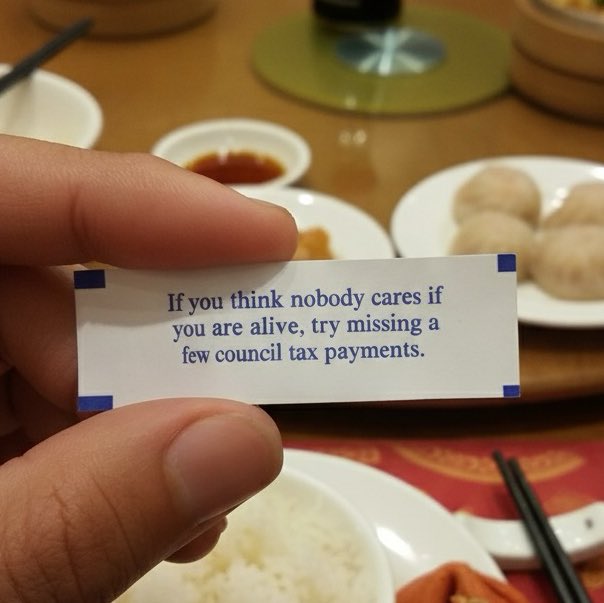 If you think nobody cares if
you are alive, try missing a
few council tax payments.